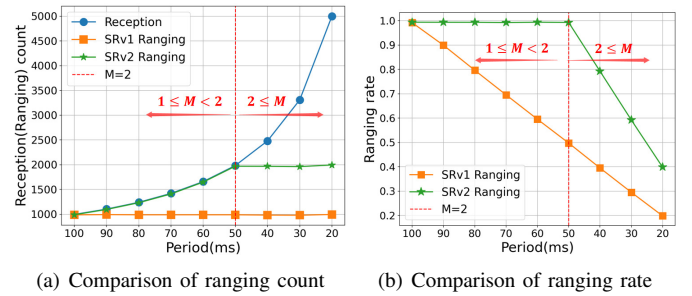 Reception
SRv1 Ranging
SRv2 Ranging
M=2
1 ≤ M < 2
2 ≤ M
Reception(Ranging) count
5000
4500
4000
3500
3000
2500
2000
1500
1000
100 90 80 70 60 50 40 30 20
Period(ms)
(a) Comparison of ranging count
1 ≤ M < 2
2 ≤ M
Ranging rate
1.0
0.9
0.8
0.7
0.6
0.5
0.4
0.3
0.2
SRv1 Ranging
SRv2 Ranging
M=2
100 90 80 70 60 50 40 30 20
Period(ms)
(b) Comparison of ranging rate